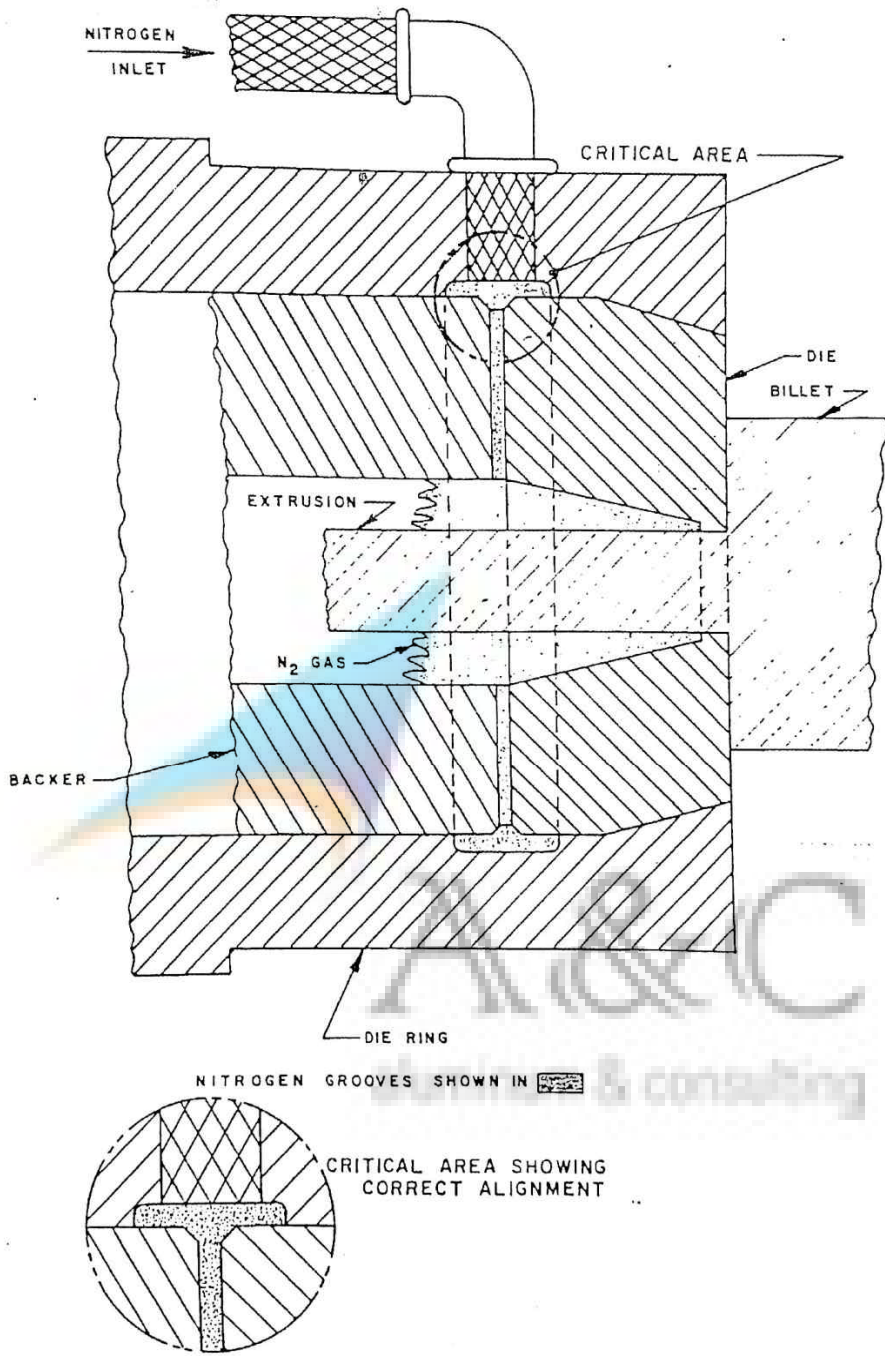 NITROGEN
INLET
CRITICAL AREA
DIE
BILLET
EXTRUSION
N2 GAS
BACKER
DIE RING
NITROGEN GROOVES SHOWN IN
CRITICAL AREA SHOWING
CORRECT ALIGNMENT
A & C
aluminum & consulting